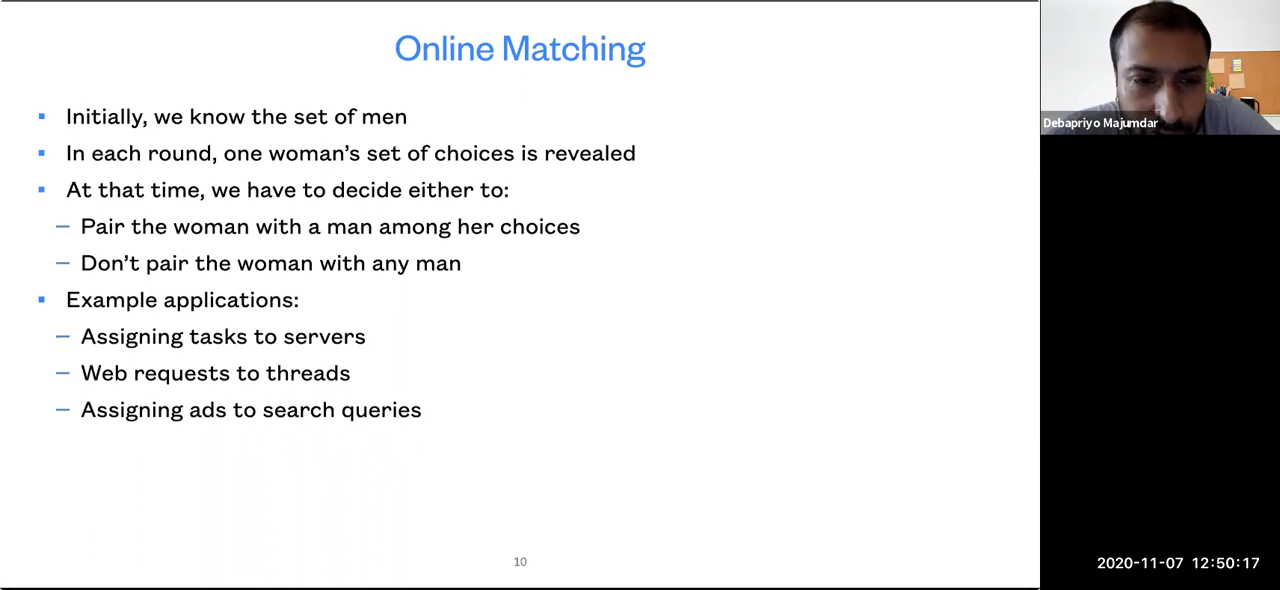 Online Matching
▪ Initially, we know the set of men
▪ In each round, one woman's set of choices is revealed
▪ At that time, we have to decide either to:
– Pair the woman with a man among her choices
– Don't pair the woman with any man
▪ Example applications:
– Assigning tasks to servers
– Web requests to threads
– Assigning ads to search queries
10
Debapriyo Majumdar
2020-11-07 12:50:17